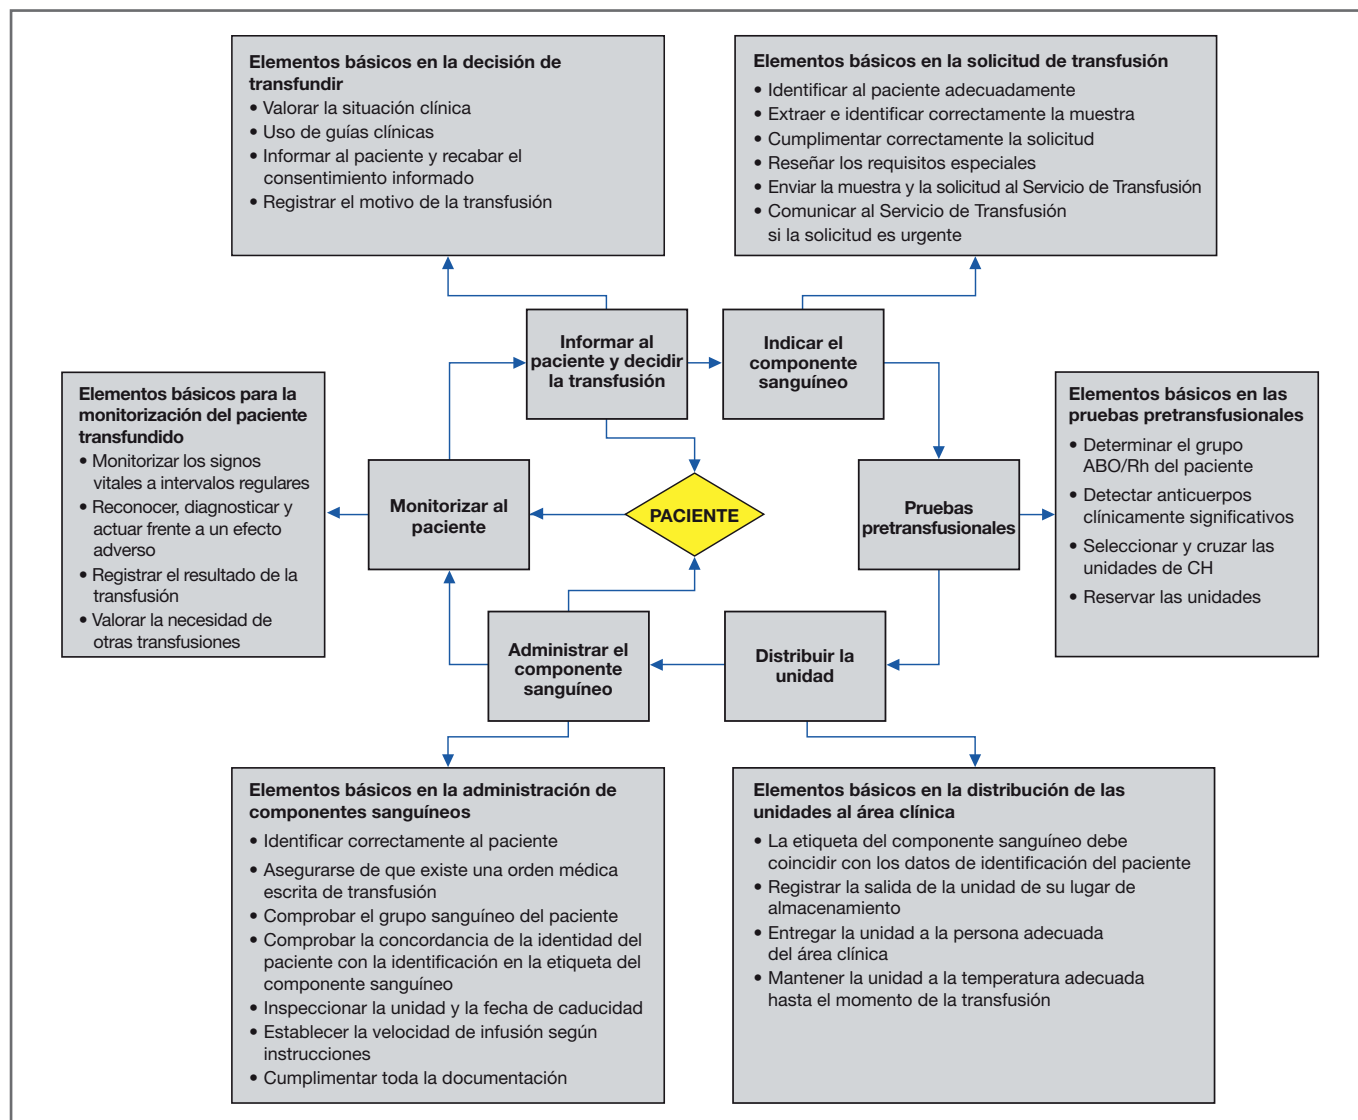 Elementos básicos en la decisión de
transfundir
• Valorar la situación clínica
• Uso de guías clínicas
• Informar al paciente y recabar el
consentimiento informado
• Registrar el motivo de la transfusión
Elementos básicos en la solicitud de transfusión
• Identificar al paciente adecuadamente
• Extraer e identificar correctamente la muestra
• Cumplimentar correctamente la solicitud
• Reseñar los requisitos especiales
• Enviar la muestra y la solicitud al Servicio de Transfusión
• Comunicar al Servicio de Transfusión
si la solicitud es urgente
Informar al
paciente y decidir
la transfusión
Indicar el
componente
sanguíneo
Elementos básicos para la
monitorización del paciente
transfundido
• Monitorizar los signos
vitales a intervalos regulares
• Reconocer, diagnosticar y
actuar frente a un efecto
adverso
• Registrar el resultado de la
transfusión
• Valorar la necesidad de
otras transfusiones
Monitorizar al
paciente
PACIENTE
Pruebas
pretransfusionales
Elementos básicos en las
pruebas pretransfusionales
• Determinar el grupo
ABO/Rh del paciente
• Detectar anticuerpos
clínicamente significativos
• Seleccionar y cruzar las
unidades de CH
• Reservar las unidades
Administrar el
componente
sanguíneo
Distribuir la
unidad
Elementos básicos en la administración de
componentes sanguíneos
• Identificar correctamente al paciente
• Asegurarse de que existe una orden médica
escrita de transfusión
• Comprobar el grupo sanguíneo del paciente
• Comprobar la concordancia de la identidad del
paciente con la identificación en la etiqueta del
componente sanguíneo
• Inspeccionar la unidad y la fecha de caducidad
• Establecer la velocidad de infusión según
instrucciones
• Cumplimentar toda la documentación
Elementos básicos en la distribución de las
unidades al área clínica
• La etiqueta del componente sanguíneo debe
coincidir con los datos de identificación del paciente
• Registrar la salida de la unidad de su lugar de
almacenamiento
• Entregar la unidad a la persona adecuada
del área clínica
• Mantener la unidad a la temperatura adecuada
hasta el momento de la transfusión